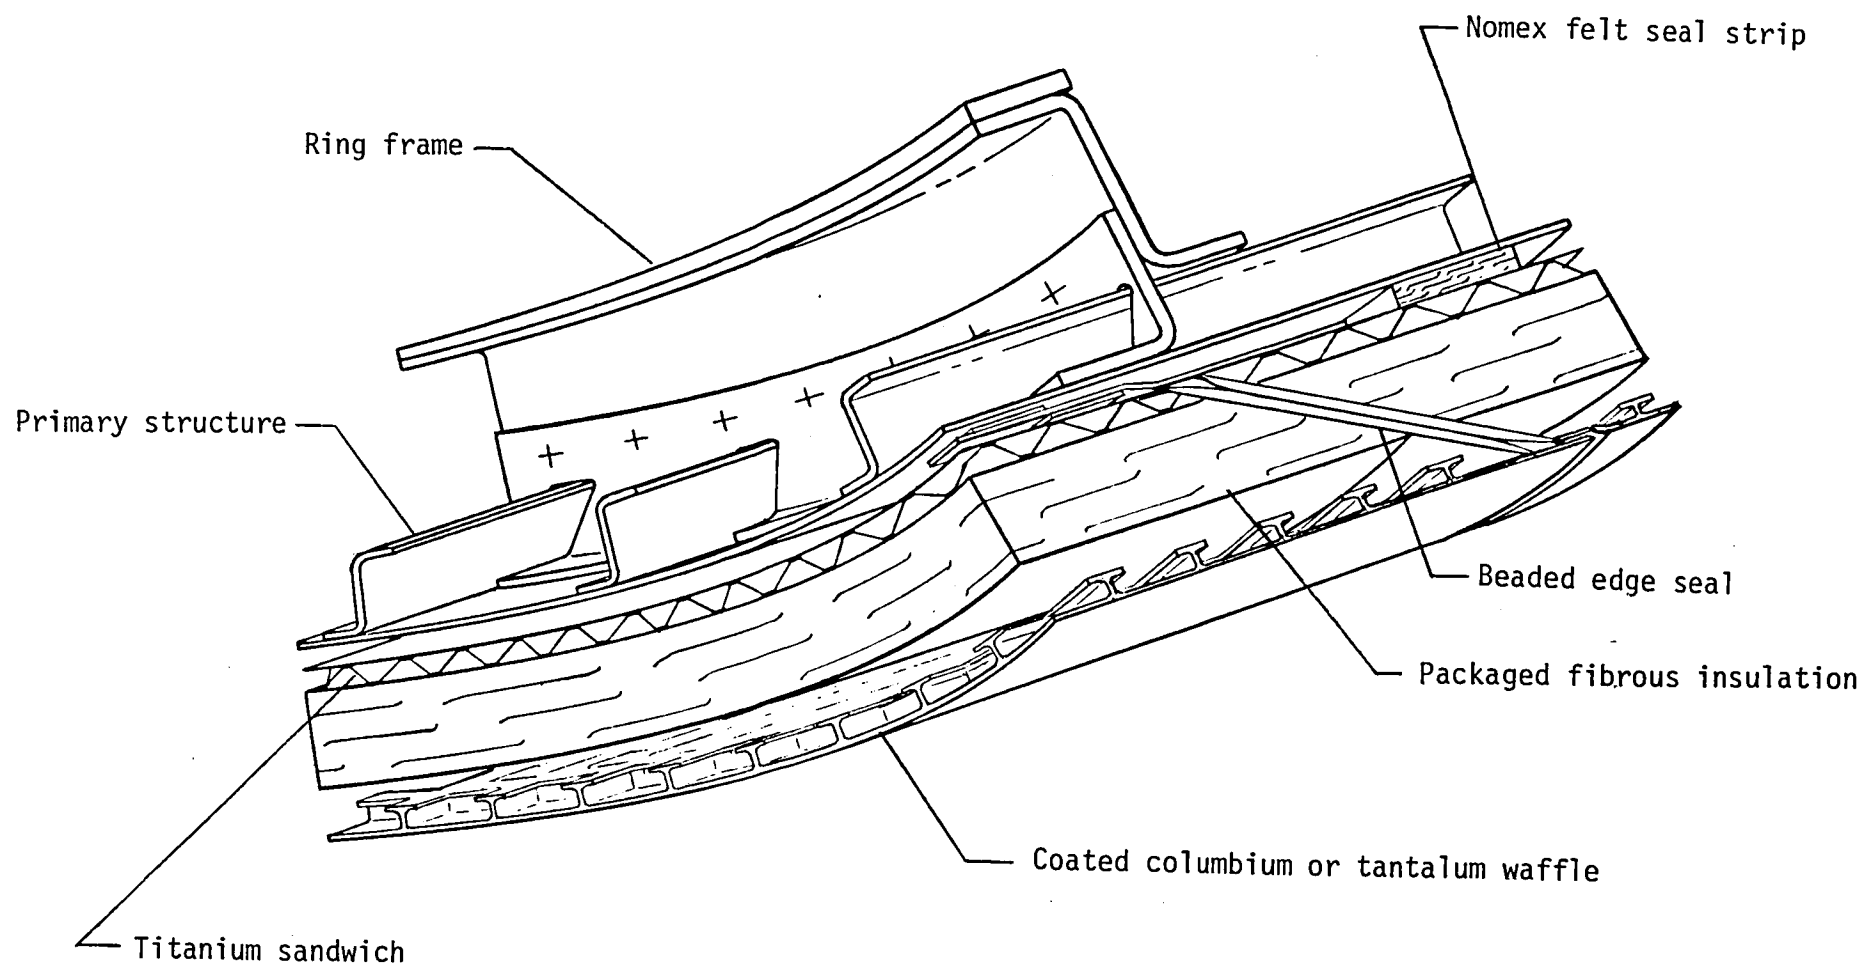 Nomex felt seal strip
Ring frame
Primary structure
Beaded edge seal
Packaged fibrous insulation
Coated columbium or tantalum waffle
Titanium sandwich